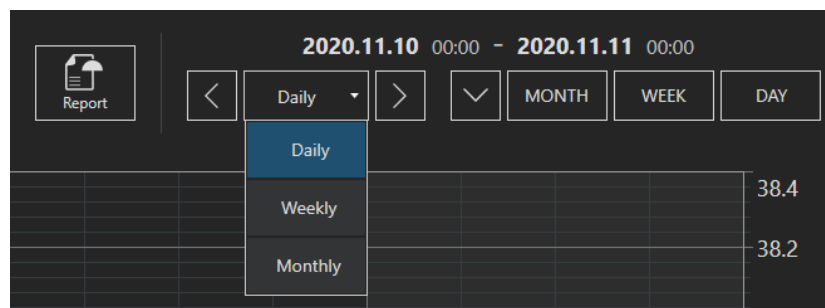 2020.11.10 00:00 - 2020.11.11 00:00
Report
Daily
MONTH
WEEK
DAY
Daily
Weekly
Monthly
38.4
38.2